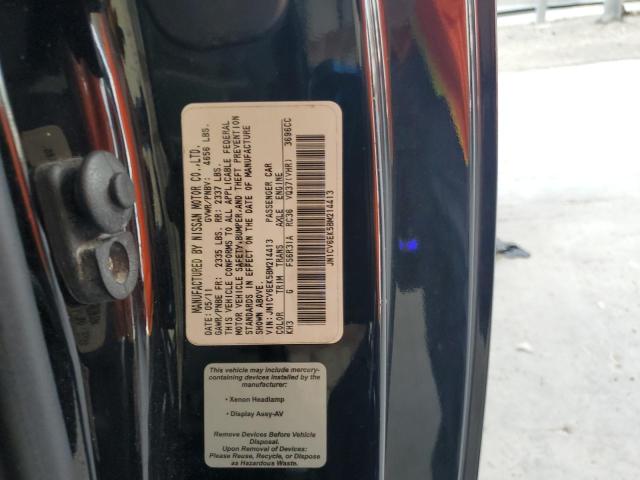 MANUFACTURED BY NISSAN MOTOR CO.,LTD.
DATE: 05/11 GVWR/PNBV: 4656 LBS.
GAWR/PNBE FR: 2335 LBS. RR: 2337 LBS.
THIS VEHICLE CONFORMS TO ALL APPLICABLE FEDERAL
MOTOR VEHICLE SAFETY,BUMPER,AND THEFT PREVENTION
STANDARDS IN EFFECT ON THE DATE OF MANUFACTURE
SHOWN ABOVE.
VIN: JN1CV6EK5BM214413 PASSENGER CAR
COLOR TRIM TRANS AXLE ENGINE
KH3 G FS6R31A RC38 VQ37(VHR) 3696CC
JN1CV6EK5BM214413
This vehicle may include mercury-
containing devices installed by the
manufacturer:
• Xenon Headlamp
• Display Assy-AV
Remove Devices Before Vehicle
Disposal.
Upon Removal of Devices:
Please Reuse, Recycle, or Dispose
as Hazardous Waste.